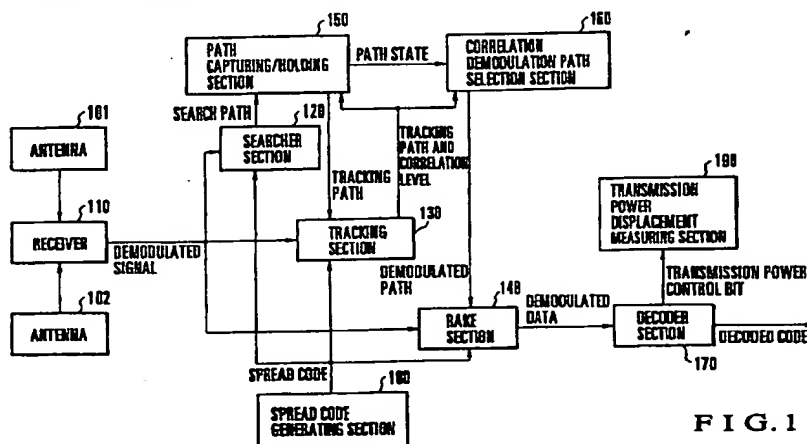 150
PATH
CAPTURING/HOLDING
SECTION
PATH STATE
160
CORRELATION
DEMODULATION PATH
SELECTION SECTION
SEARCH PATH
120
SEARCHER
SECTION
TRACKING
PATH AND
CORRELATION
LEVEL
101
ANTENNA
TRACKING
PATH
190
TRANSMISSION
POWER
DISPLACEMENT
MEASURING SECTION
110
RECEIVER
DEMODULATED
SIGNAL
130
TRACKING
SECTION
DEMODULATED
PATH
TRANSMISSION POWER
CONTROL BIT
102
ANTENNA
140
RAKE
SECTION
DEMODULATED
DATA
DECODER
SECTION
170
DECODED CODE
SPREAD CODE
180
SPREAD CODE
GENERATING SECTION
FIG.1